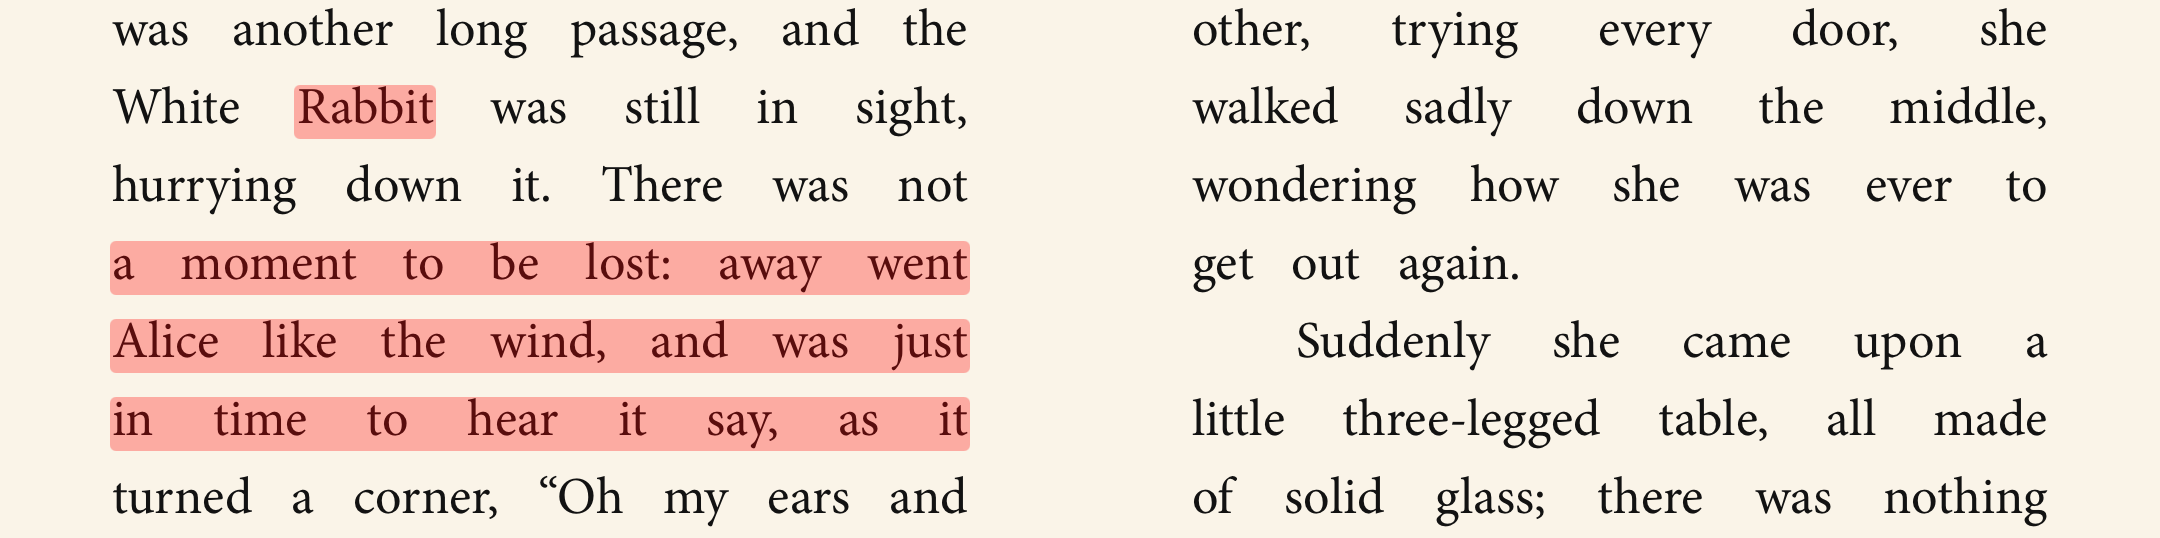 was another long passage, and the
White Rabbit was still in sight,
hurrying down it. There was not
a moment to be lost: away went
Alice like the wind, and was just
in time to hear it say, as it
turned a corner, “Oh my ears and
other, trying every door, she
walked sadly down the middle,
wondering how she was ever to
get out again.
Suddenly she came upon a
little three-legged table, all made
of solid glass; there was nothing